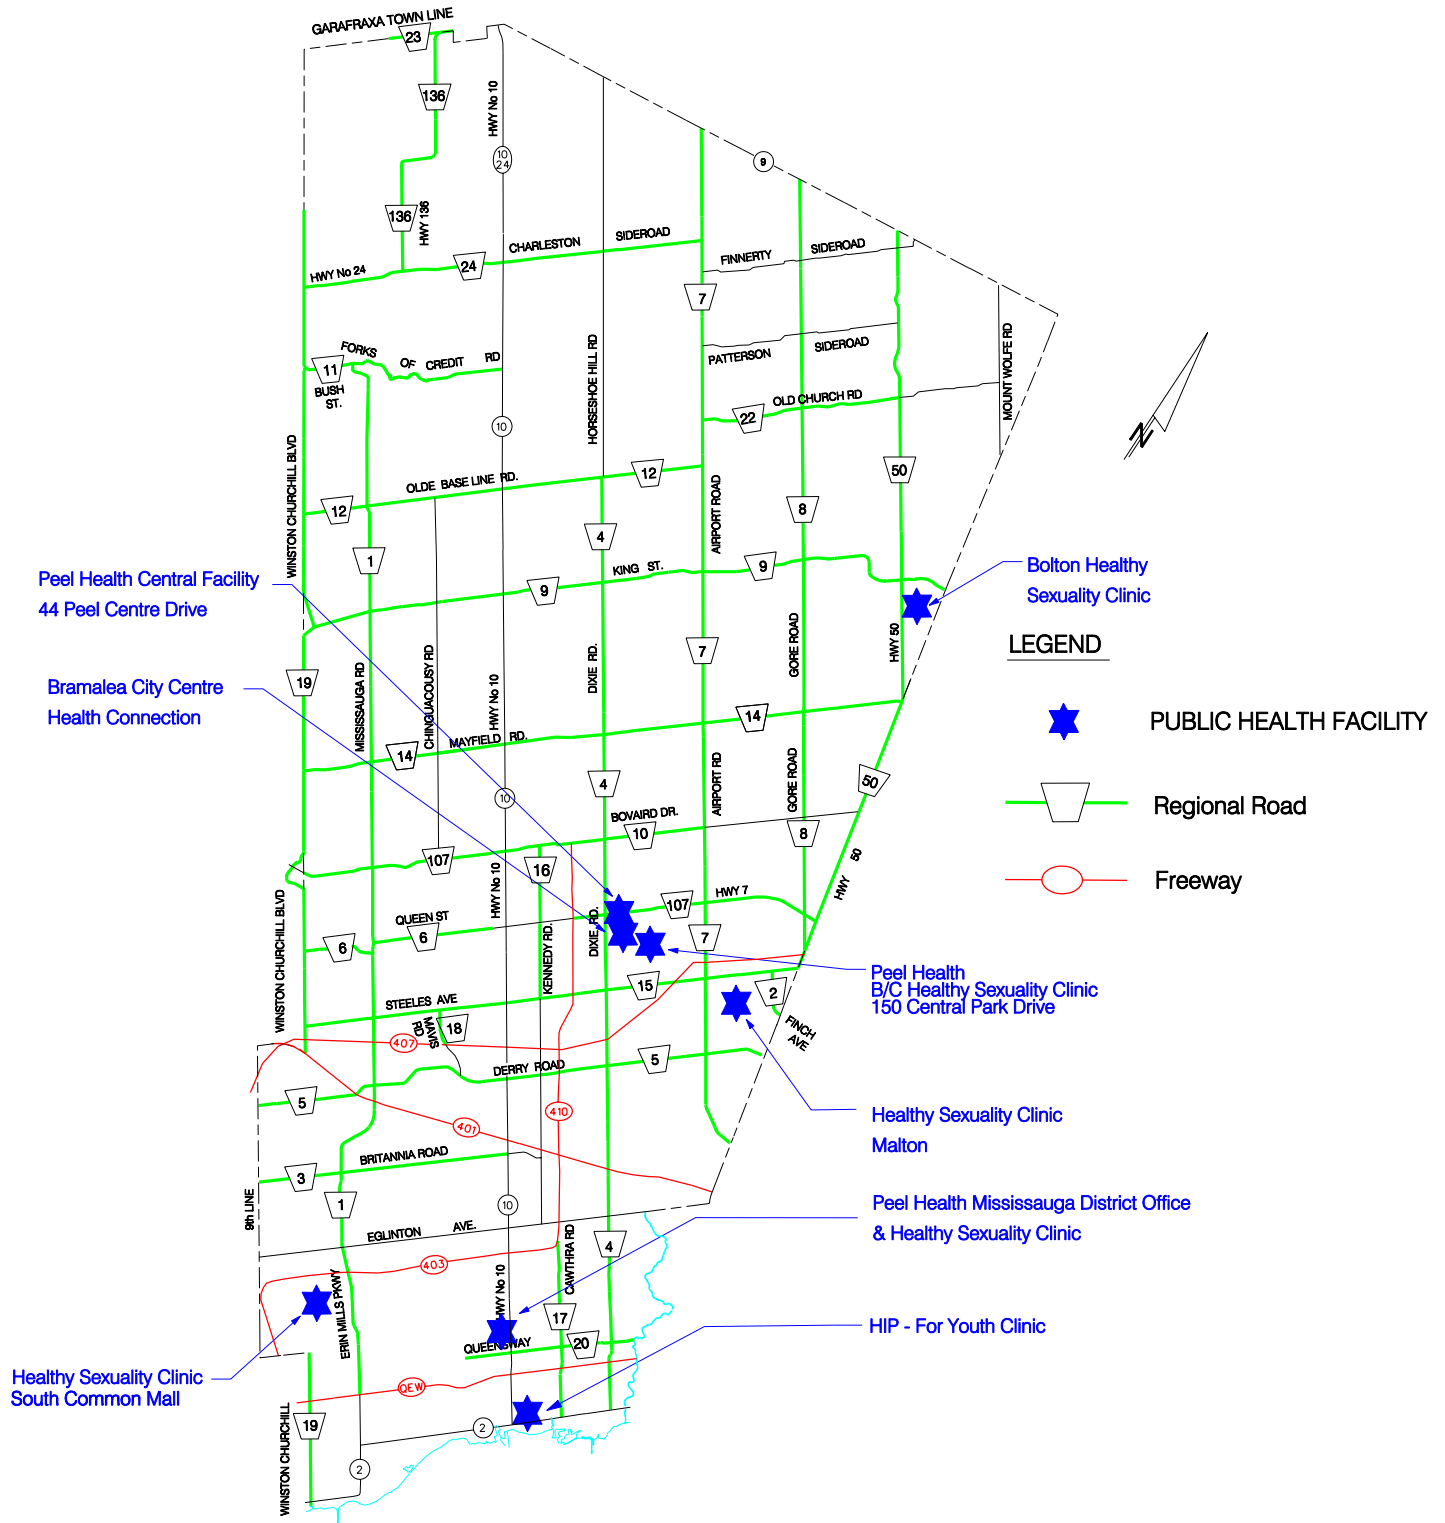 GARAFRAXA TOWN LINE
23
136
HWY No 10
10
24
9
136
HWY 136
HWY No 24
24
CHARLESTON SIDEROAD
FINNERTY SIDEROAD
7
FORKS OF CREDIT RD
11
BUSH
ST.
HORSESHOE HILL RD
PATTERSON SIDEROAD
MOUNT WOLFE RD
22
OLD CHURCH RD
10
N
WINSTON CHURCHILL BLVD
12
OLDE BASE LINE RD.
12
50
AIRPORT ROAD
8
4
1
9
KING ST.
9
Peel Health Central Facility
44 Peel Centre Drive
Bolton Healthy
Sexuality Clinic
LEGEND
19
MISSISSAUGA RD
CHINGUACOUSY RD
HWY No 10
DIXIE RD.
7
GORE ROAD
HWY 50
Bramalea City Centre
Health Connection
PUBLIC HEALTH FACILITY
14
MAYFIELD RD.
14
10
4
AIRPORT RD
GORE ROAD
50
Regional Road
BOVAIRD DR.
10
8
107
16
HWY No 10
HWY 50
Freeway
WINSTON CHURCHILL BLVD
QUEEN ST
6
6
KENNEDY RD.
DIXIE RD.
107
HWY 7
7
Peel Health
B/C Healthy Sexuality Clinic
150 Central Park Drive
STEELES AVE
15
2
FINCH
AVE
MAVIS
RD
18
407
DERRY ROAD
5
5
401
410
Healthy Sexuality Clinic
Malton
BRITANNIA ROAD
3
9th LINE
1
10
Peel Health Mississauga District Office
& Healthy Sexuality Clinic
EGLINTON AVE.
403
CAWTHRA RD
4
ERIN MILLS PKWY
HWY No 10
17
QUEENSWAY
20
HIP - For Youth Clinic
Healthy Sexuality Clinic
South Common Mall
QEW
WINSTON CHURCHILL
19
2
2